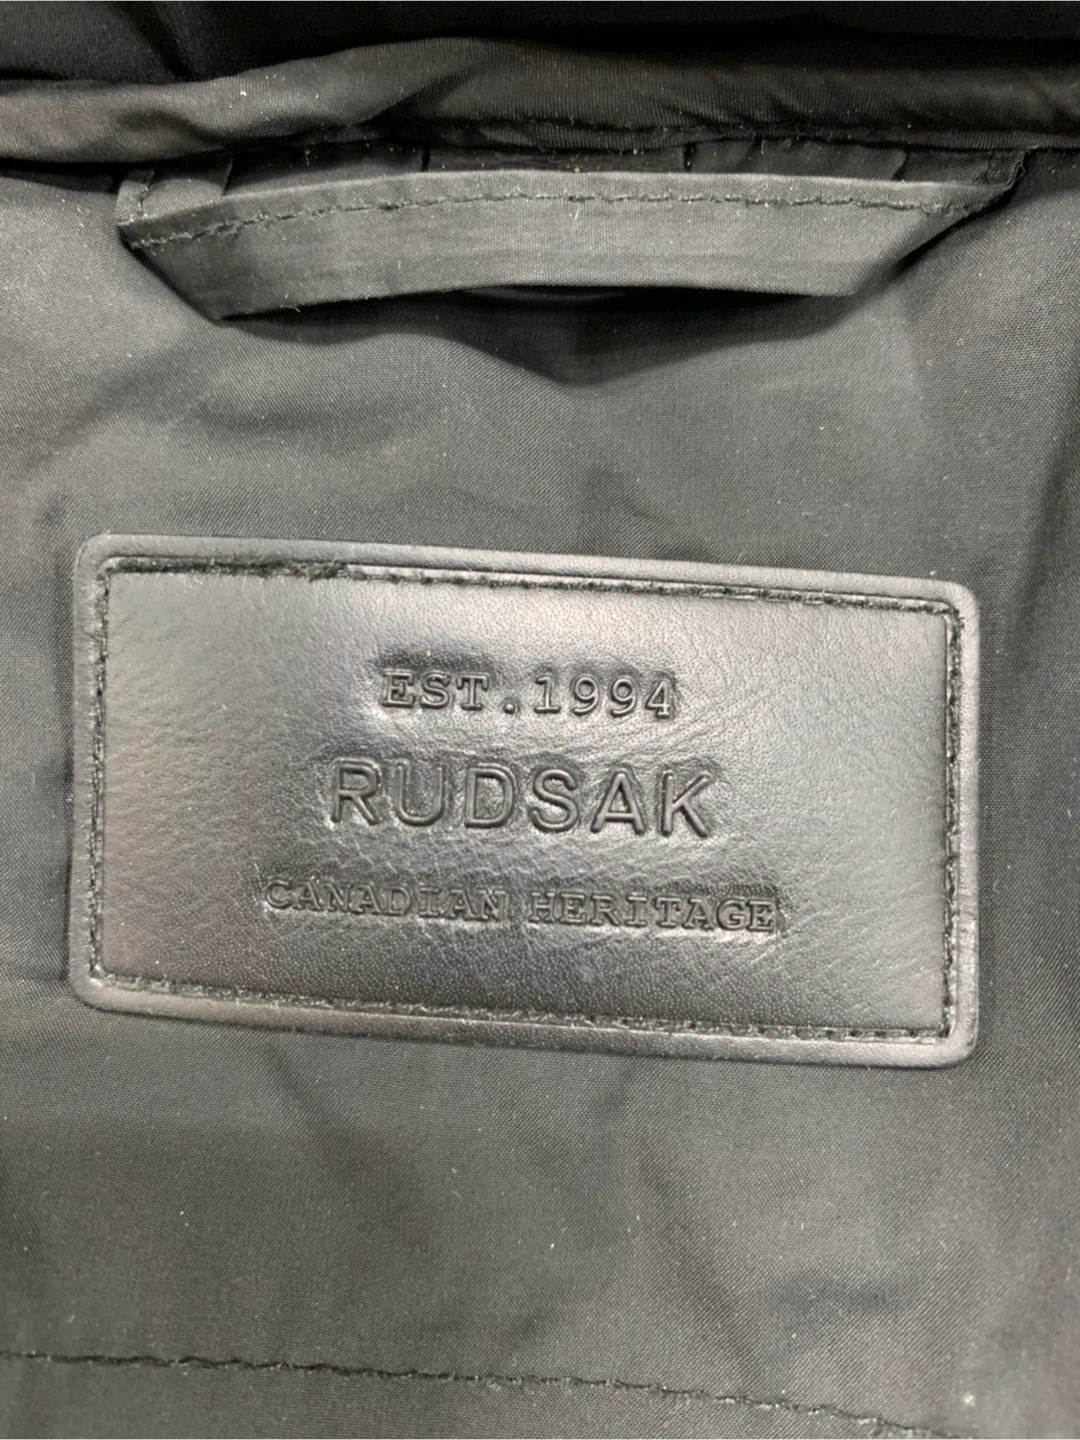 EST.1994
RUDSAK
CANADIAN HERITAGE